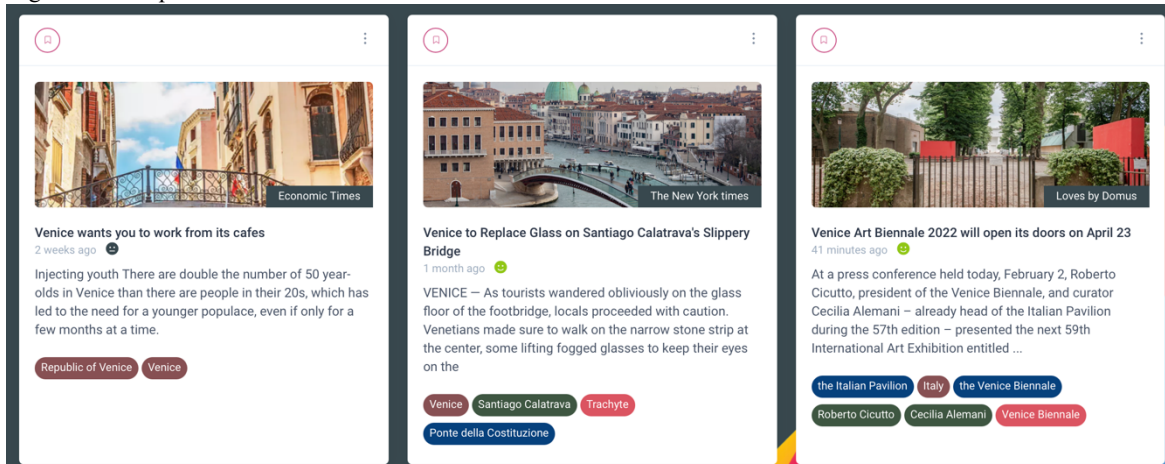 Economic Times
Venice wants you to work from its cafes
2 weeks ago
Injecting youth There are double the number of 50 year-
olds in Venice than there are people in their 20s, which has
led to the need for a younger populace, even if only for a
few months at a time.
Republic of Venice Venice
The New York times
Venice to Replace Glass on Santiago Calatrava's Slippery
Bridge
1 month ago
VENICE — As tourists wandered obliviously on the glass
floor of the footbridge, locals proceeded with caution.
Venetians made sure to walk on the narrow stone strip at
the center, some lifting fogged glasses to keep their eyes
on the
Venice Santiago Calatrava Trachyte
Ponte della Costituzione
Loves by Domus
Venice Art Biennale 2022 will open its doors on April 23
41 minutes ago
At a press conference held today, February 2, Roberto
Cicutto, president of the Venice Biennale, and curator
Cecilia Alemani – already head of the Italian Pavilion
during the 57th edition – presented the next 59th
International Art Exhibition entitled ...
the Italian Pavilion Italy the Venice Biennale
Roberto Cicutto Cecilia Alemani Venice Biennale